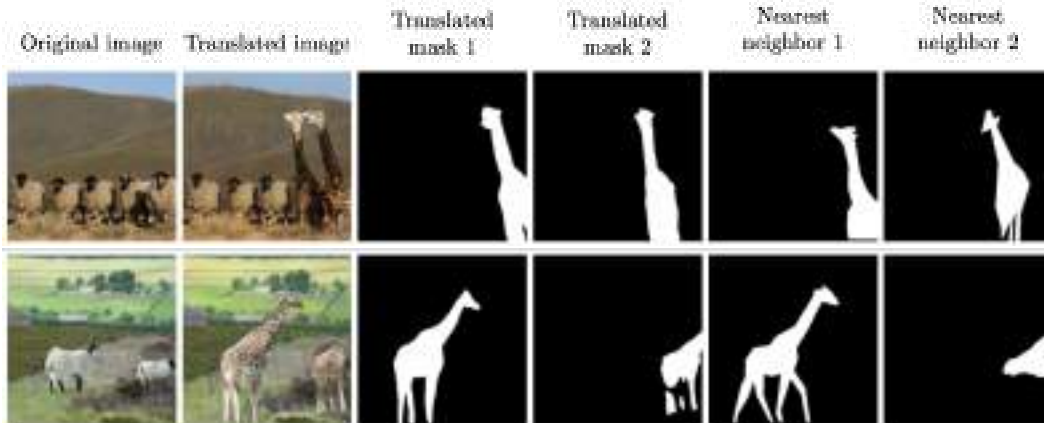 Original image
Translated image
Translated
mask 1
Translated
mask 2
Nearest
neighbor 1
Nearest
neighbor 2